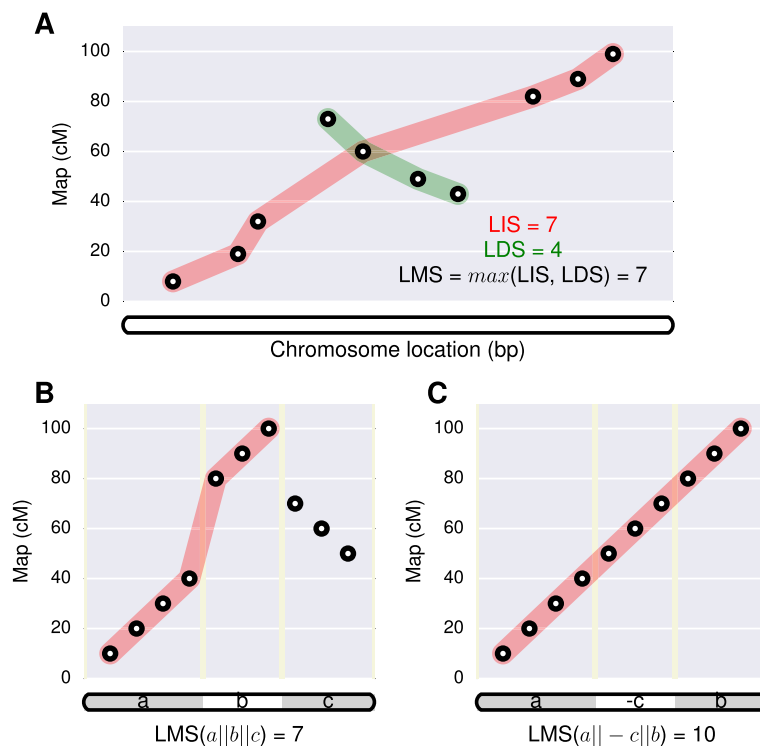 A
100
80
60
40
20
0
Map (cM)
LIS = 7
LDS = 4
LMS = max(LIS, LDS) = 7
Chromosome location (bp)
B
100
80
60
40
20
0
Map (cM)
a b c
LMS(a||b||c) = 7
C
100
80
60
40
20
0
Map (cM)
a -c b
LMS(a|| − c||b) = 10